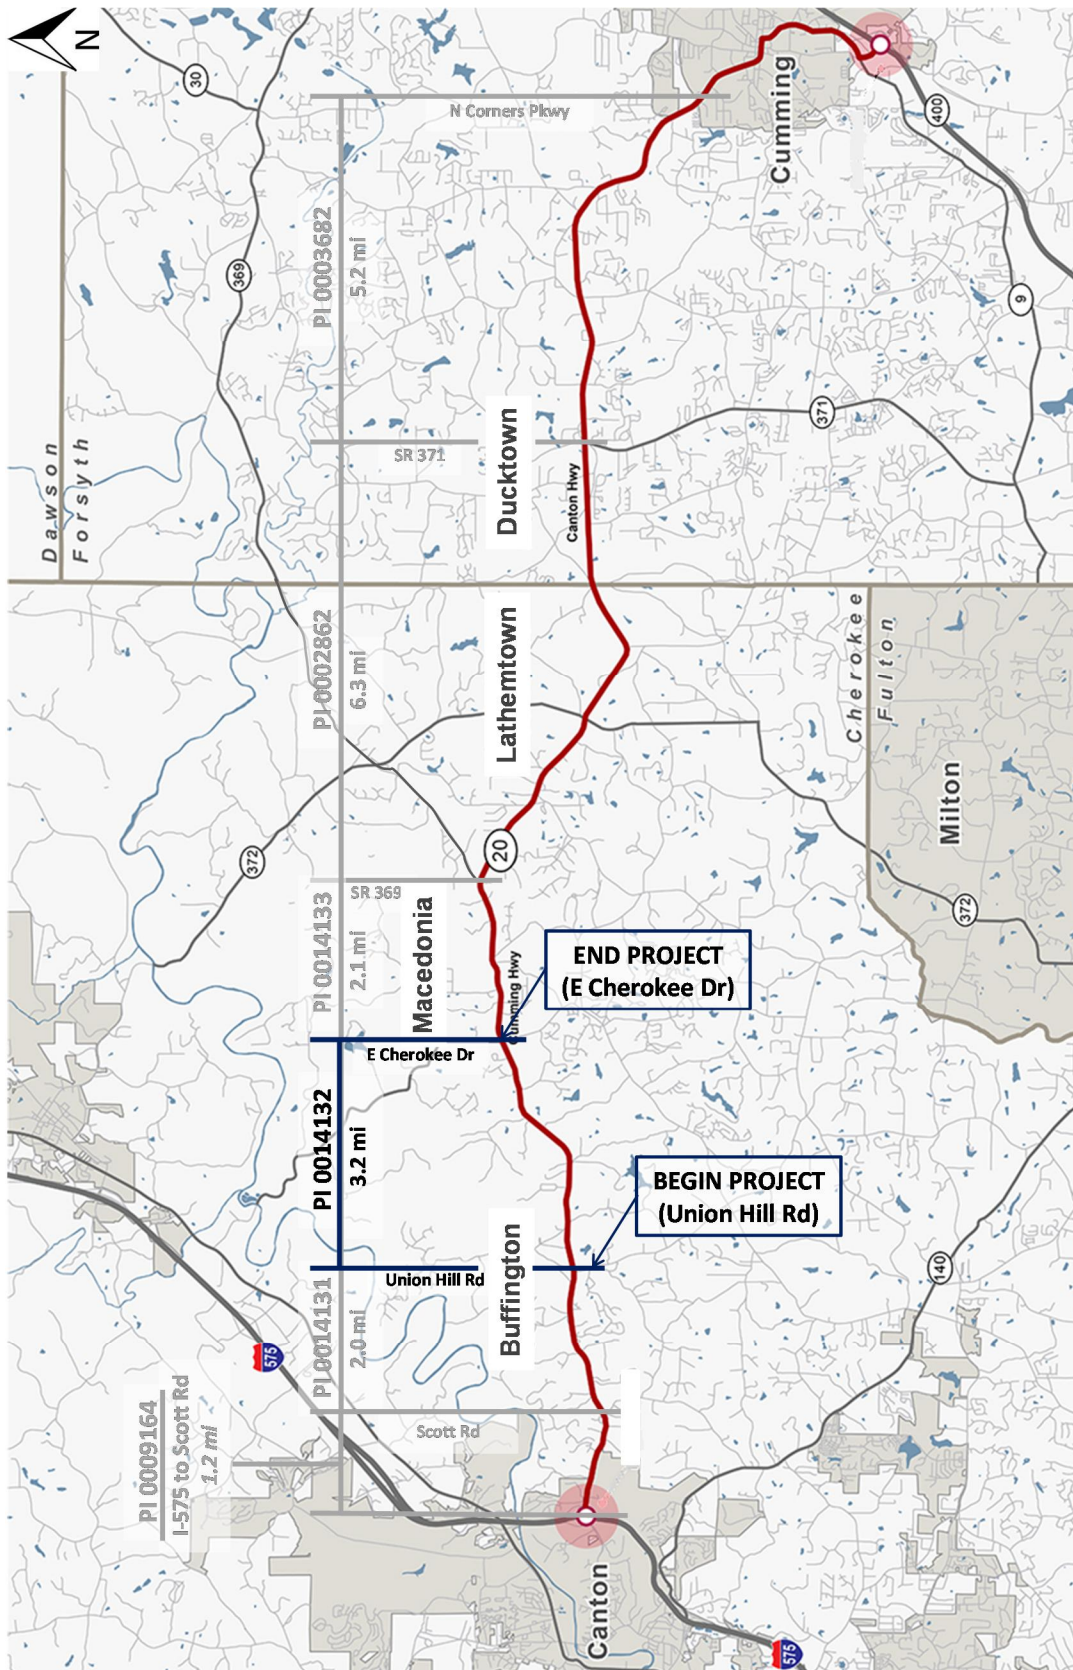 N
30
Dawson
Forsyth
369
N Corners Pkwy
PI 0003682
5.2 mi
Cumming
400
9
371
SR 371
Ducktown
Canton Hwy
PI 0002862
6.3 mi
Lathemtown
Cherokee
Fulton
Milton
372
372
20
SR 369
PI 0014133
2.1 mi
Macedonia
Cumming Hwy
END PROJECT
(E Cherokee Dr)
E Cherokee Dr
PI 0014132
3.2 mi
BEGIN PROJECT
(Union Hill Rd)
Union Hill Rd
Buffington
PI 0014131
2.0 mi
140
575
Scott Rd
PI 0009164
I-575 to Scott Rd
1.2 mi
Canton
575